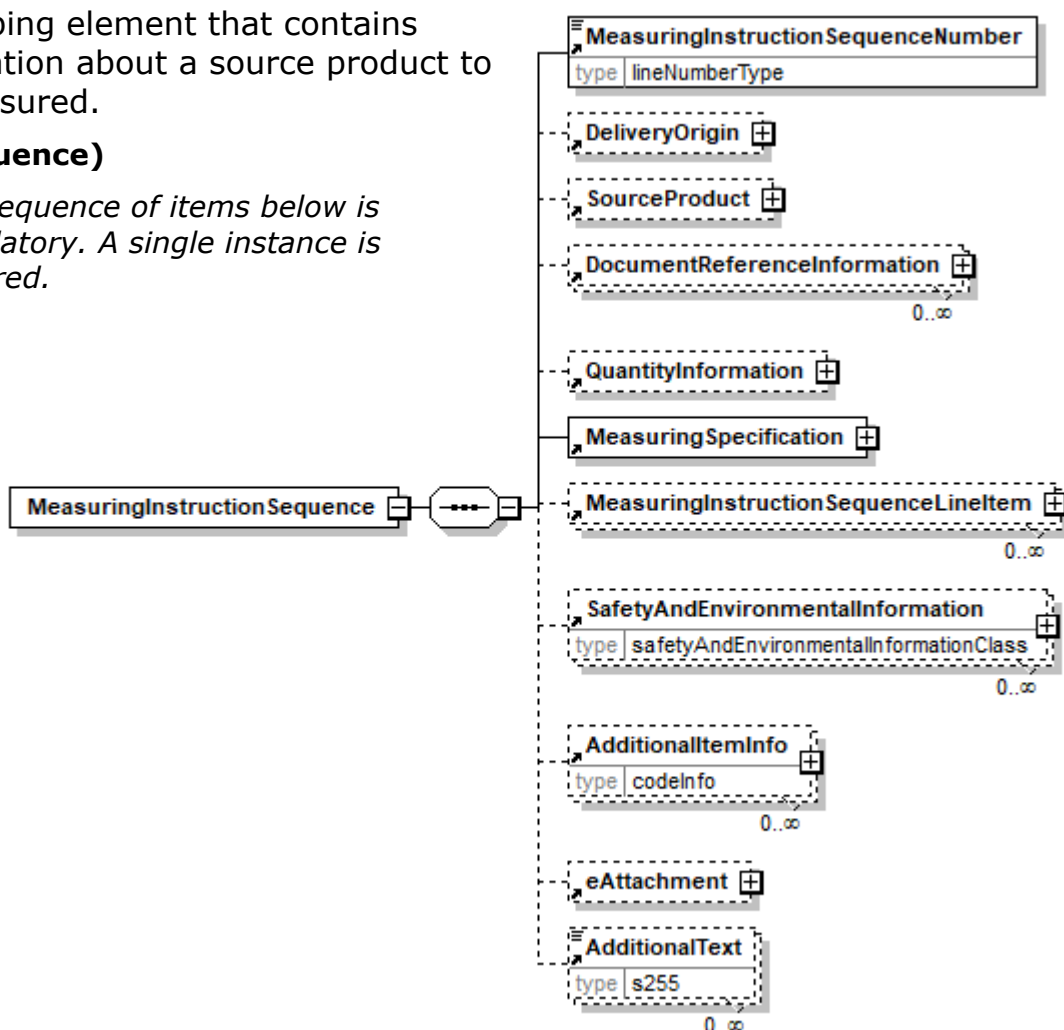 ping element that contains
ation about a source product to
sured.
uence)
equence of items below is
latory. A single instance is
red.
MeasuringInstructionSequence
MeasuringInstructionSequenceNumber
type lineNumberType
DeliveryOrigin
SourceProduct
DocumentReferenceInformation
0..∞
QuantityInformation
MeasuringSpecification
MeasuringInstructionSequenceLineItem
0..∞
SafetyAndEnvironmentalInformation
type safetyAndEnvironmentalInformationClass
0..∞
AdditionalItemInfo
type codeInfo
0..∞
eAttachment
AdditionalText
type s255
0..∞